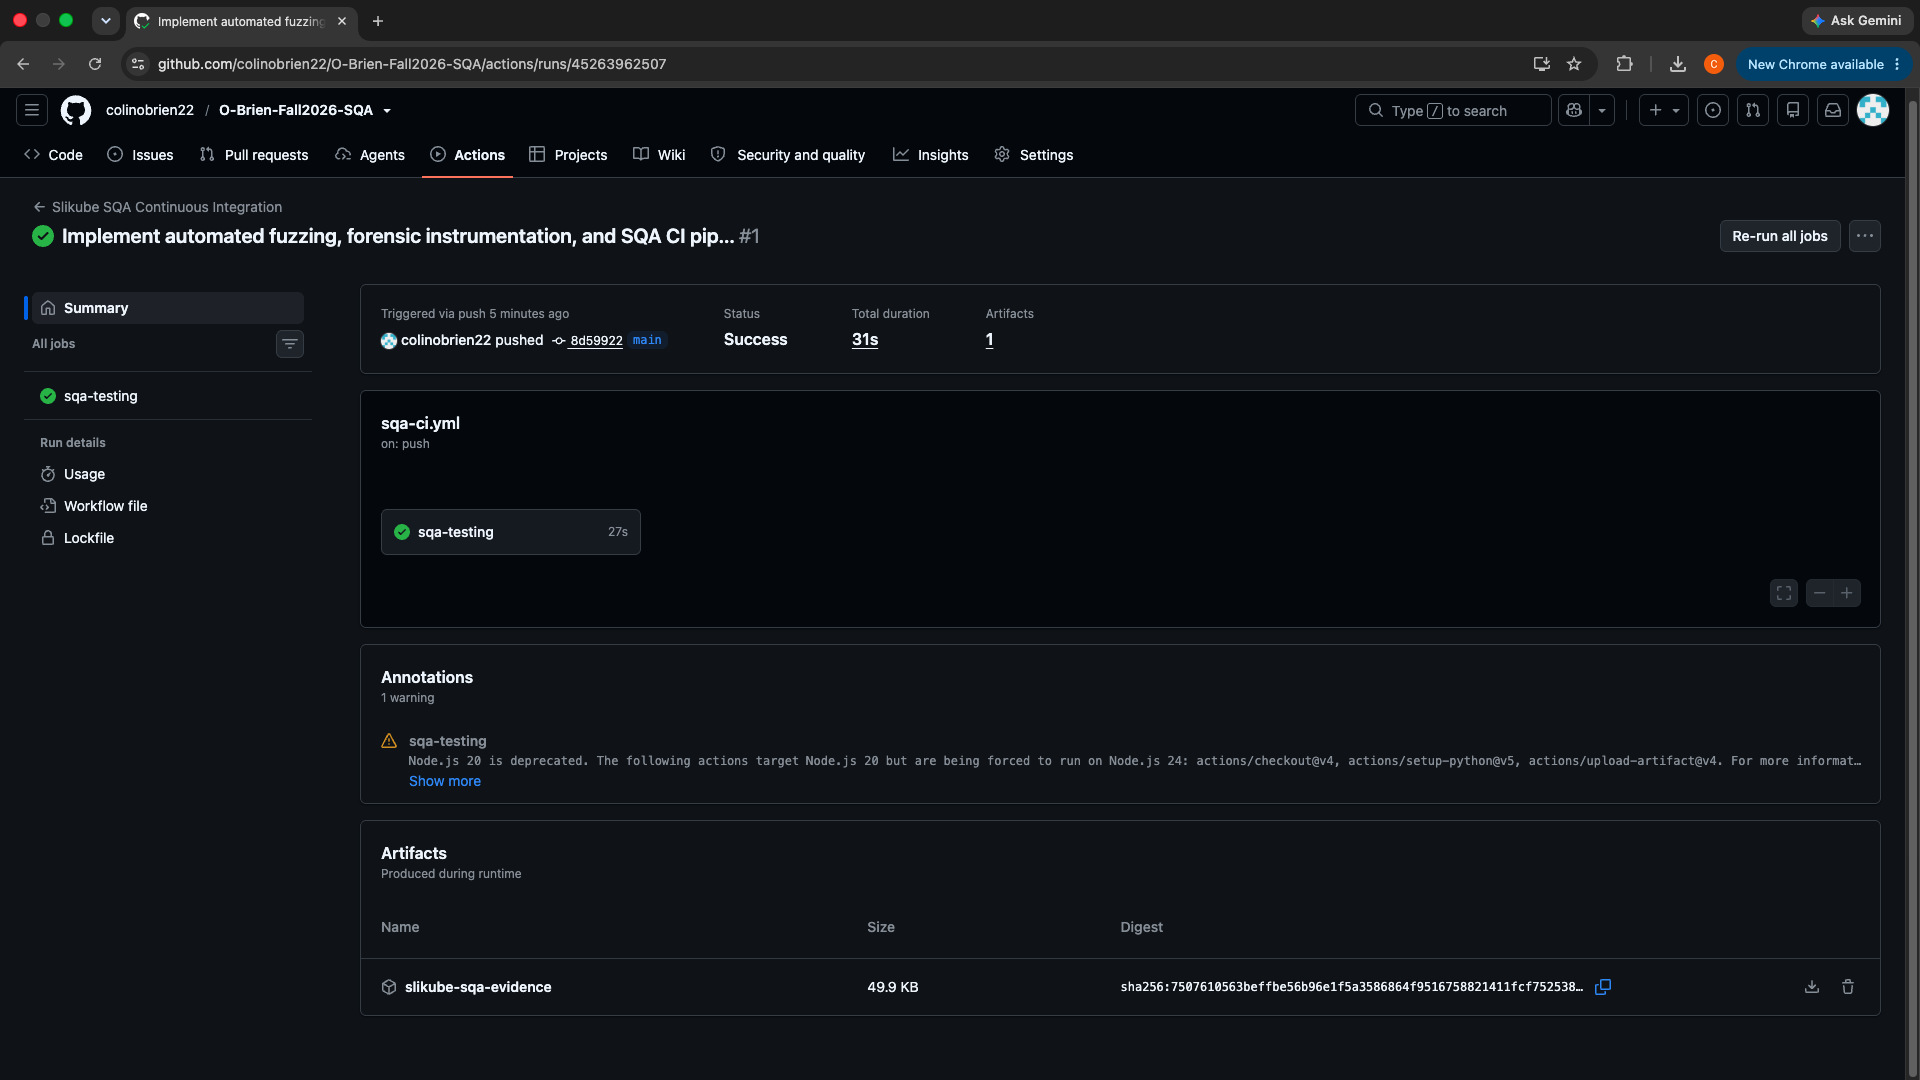 Implement automated fuzzing
Ask Gemini
github.com/colinobrien22/O-Brien-Fall2026-SQA/actions/runs/45263962507
C
New Chrome available
colinobrien22 / O-Brien-Fall2026-SQA
Type / to search
Code
Issues
Pull requests
Agents
Actions
Projects
Wiki
Security and quality
Insights
Settings
Slikube SQA Continuous Integration
Implement automated fuzzing, forensic instrumentation, and SQA CI pip... #1
Re-run all jobs
Summary
All jobs
sqa-testing
Run details
Usage
Workflow file
Lockfile
Triggered via push 5 minutes ago
colinobrien22 pushed 8d59922 main
Status
Success
Total duration
31s
Artifacts
1
sqa-ci.yml
on: push
sqa-testing 27s
Annotations
1 warning
sqa-testing
Node.js 20 is deprecated. The following actions target Node.js 20 but are being forced to run on Node.js 24: actions/checkout@v4, actions/setup-python@v5, actions/upload-artifact@v4. For more informat…
Show more
Artifacts
Produced during runtime
Name Size Digest
slikube-sqa-evidence 49.9 KB sha256:7507610563beffbe56b96e1f5a3586864f9516758821411fcf752538…